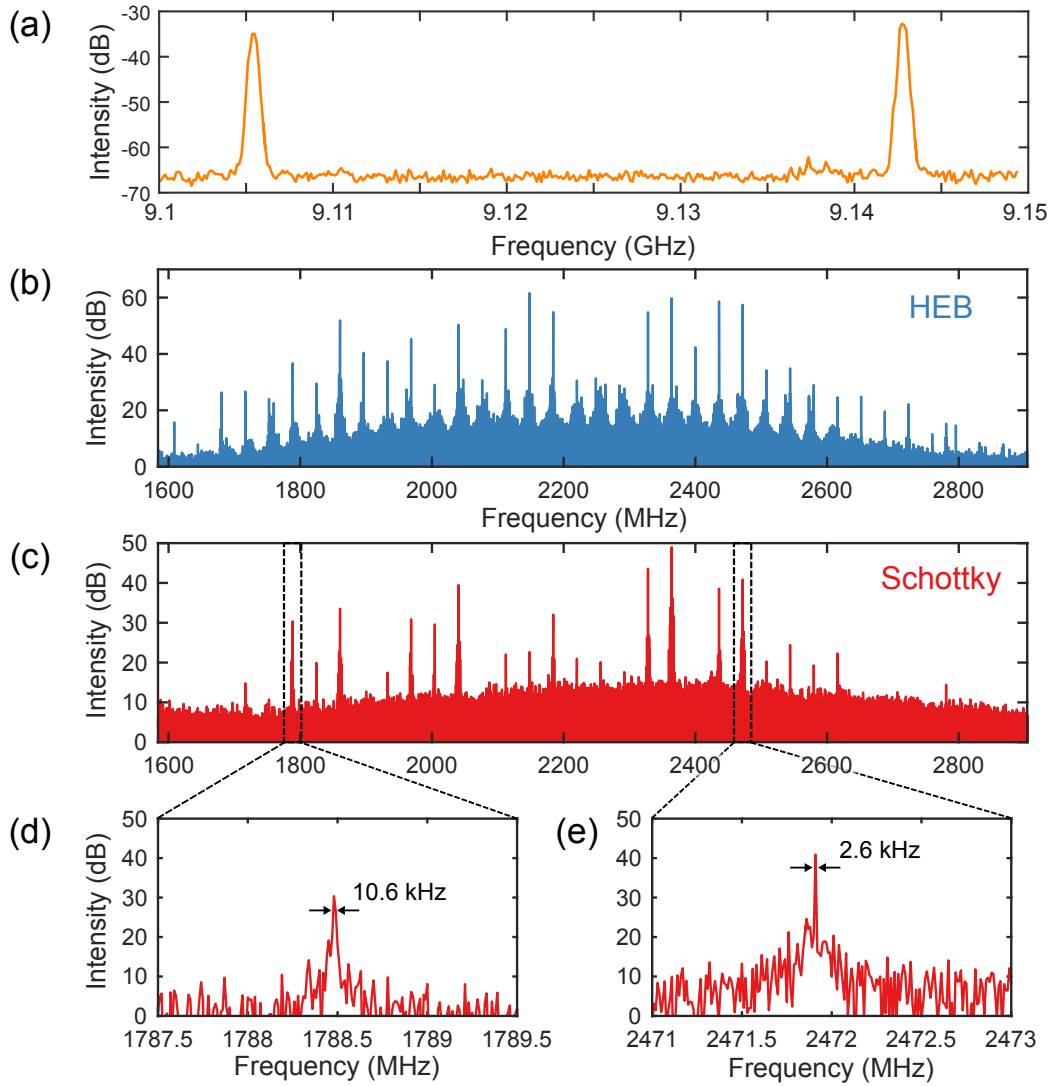 (a)
-30
-40
-50
-60
-70
Intensity (dB)
9.1 9.11 9.12 9.13 9.14 9.15
Frequency (GHz)
(b)
60
40
20
0
Intensity (dB)
HEB
1600 1800 2000 2200 2400 2600 2800
Frequency (MHz)
(c)
50
40
30
20
10
0
Intensity (dB)
Schottky
1600 1800 2000 2200 2400 2600 2800
(d)
50
40
30
20
10
0
Intensity (dB)
10.6 kHz
1787.5 1788 1788.5 1789 1789.5
Frequency (MHz)
(e)
50
40
30
20
10
0
2.6 kHz
2471 2471.5 2472 2472.5 2473
Frequency (MHz)